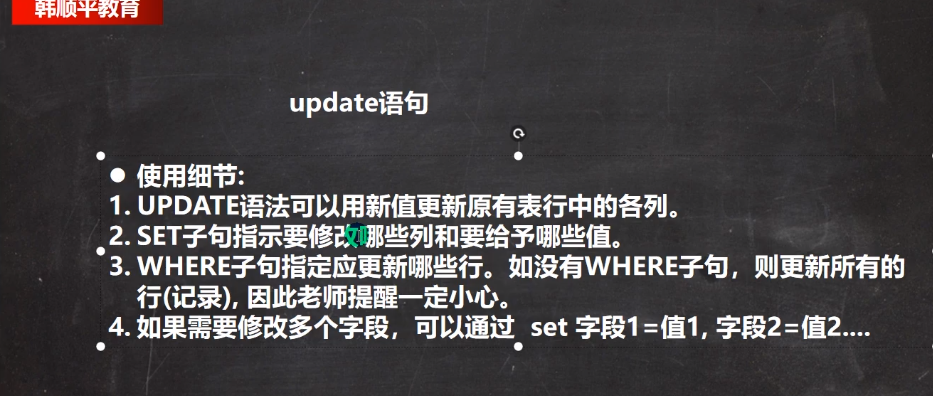 韩顺平教育
update语句
● 使用细节:
1. UPDATE语法可以用新值更新原有表行中的各列。
2. SET子句指示要修改哪些列和要给予哪些值。
3. WHERE子句指定应更新哪些行。如没有WHERE子句，则更新所有的
行(记录), 因此老师提醒一定小心。
4. 如果需要修改多个字段，可以通过 set 字段1=值1, 字段2=值2....